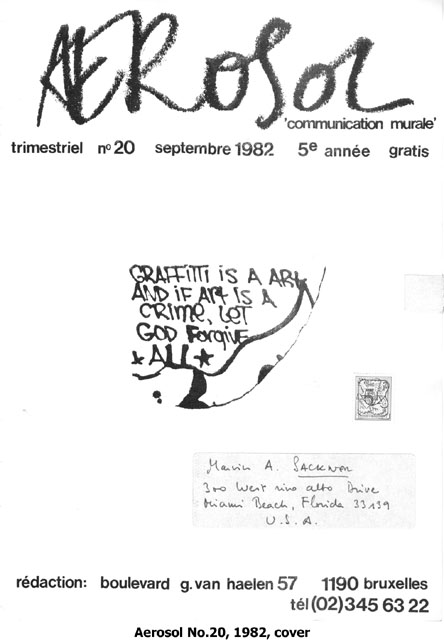 AEROSOL
'communication murale'
trimestriel nº 20 septembre 1982 5e année gratis
GRAFFITI is A ART
AND iF ART is A
CRiME, LET
GOD ForgivE
★ALL★
5F
Marvin A. SACKNER
300 West rivo alto Drive
Miami Beach, Florida 33139
U.S.A.
rédaction: boulevard g.van haelen 57 1190 bruxelles
tél (02)345 63 22
Aerosol No.20, 1982, cover